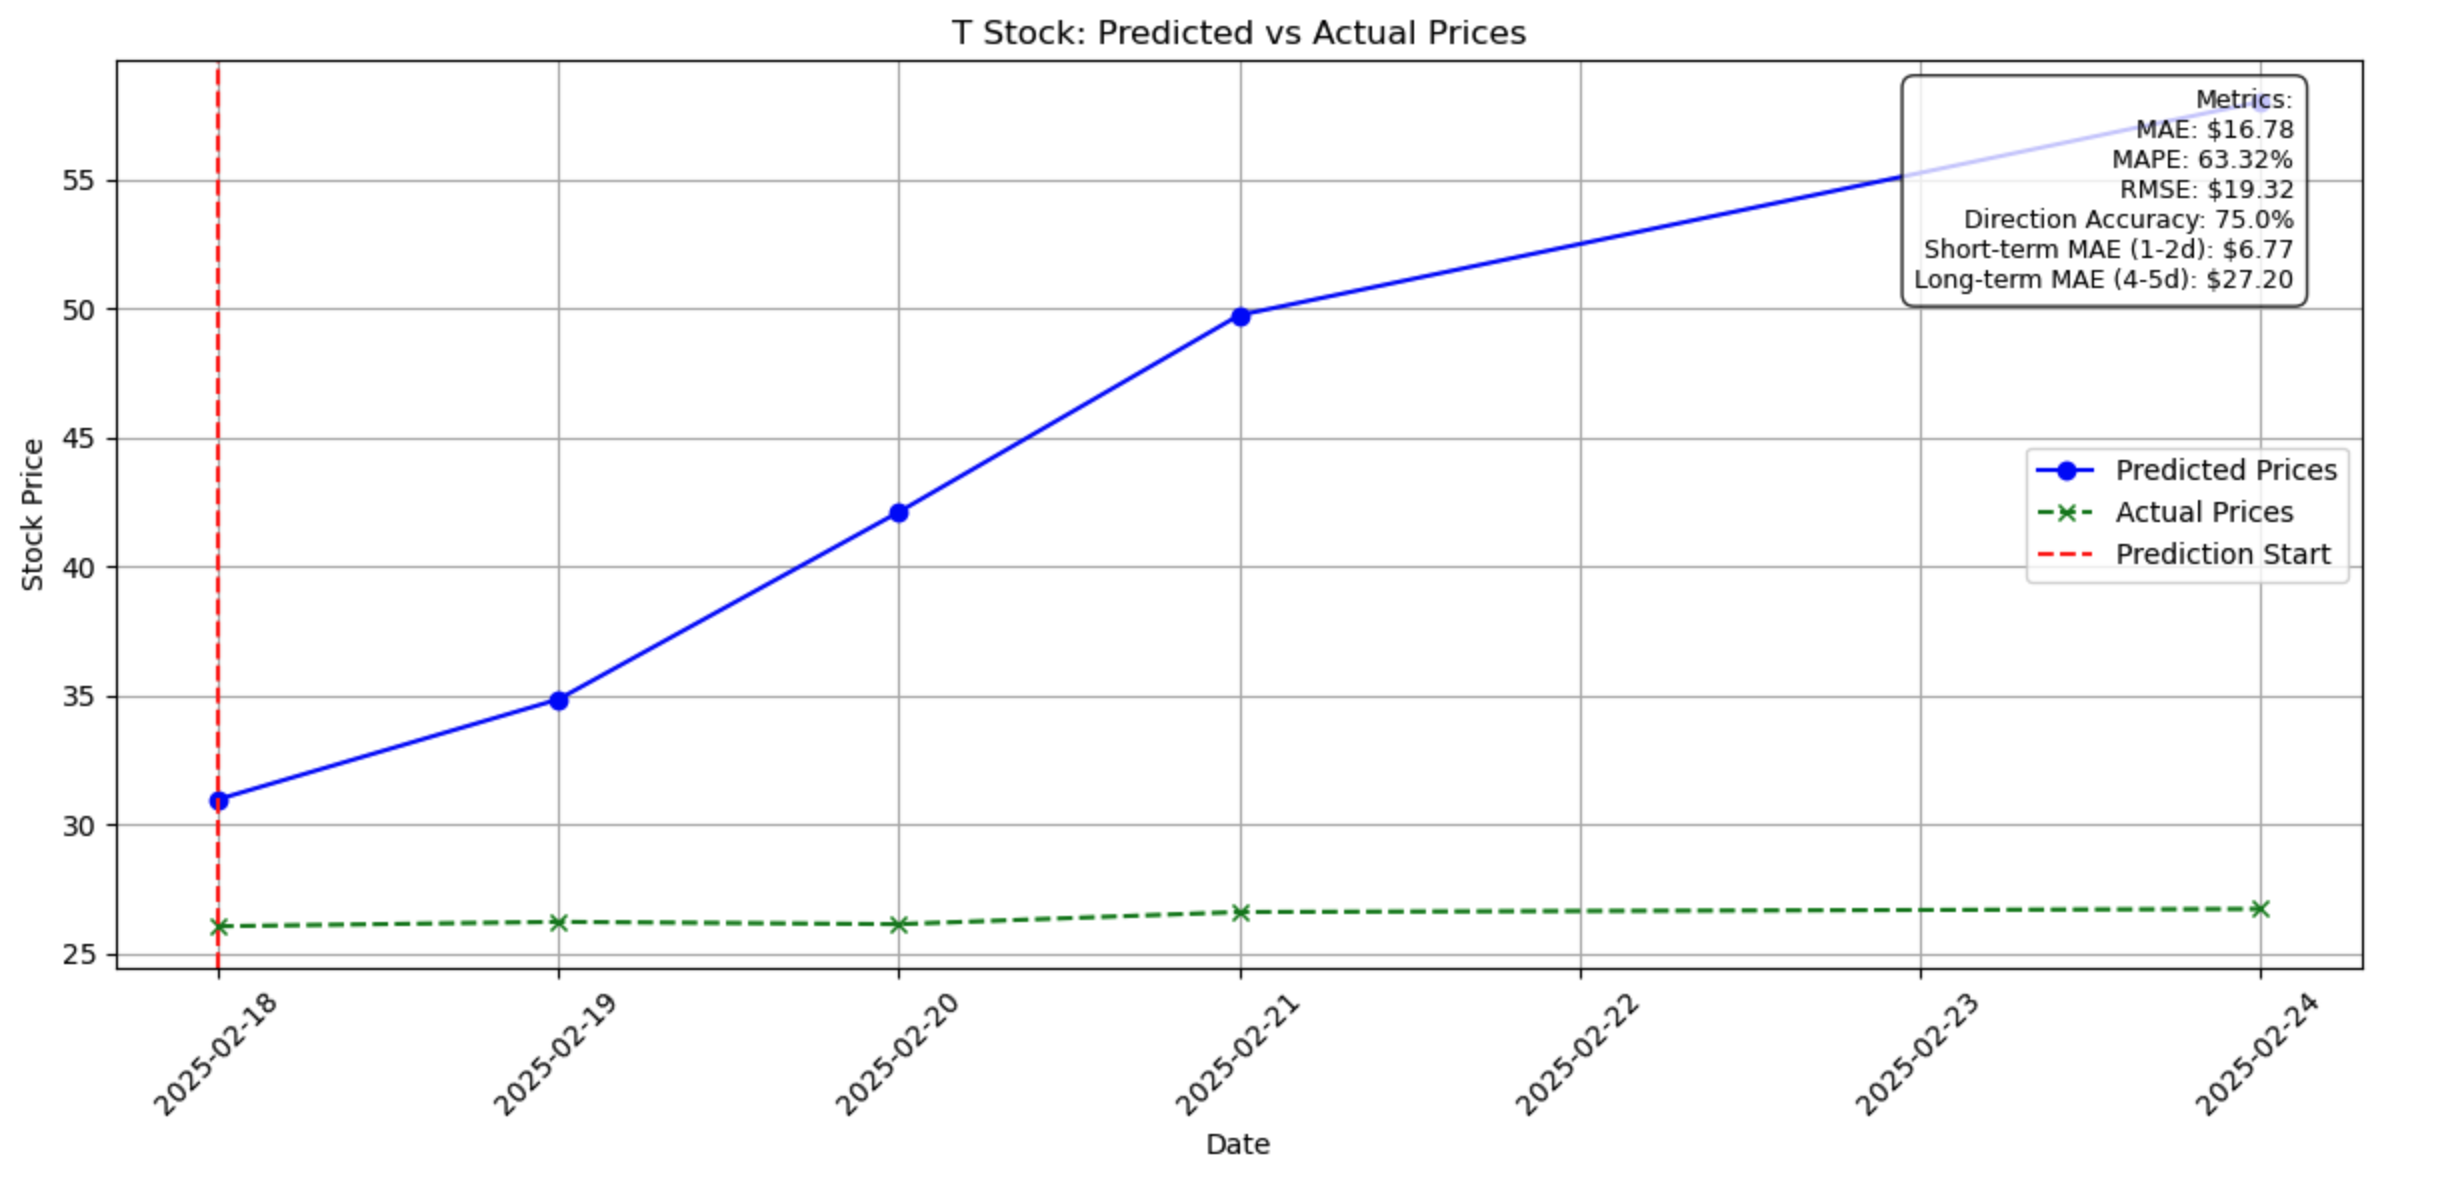 T Stock: Predicted vs Actual Prices
Metrics:
MAE: $16.78
MAPE: 63.32%
RMSE: $19.32
Direction Accuracy: 75.0%
Short-term MAE (1-2d): $6.77
Long-term MAE (4-5d): $27.20
Predicted Prices
Actual Prices
Prediction Start
Stock Price
55
50
45
40
35
30
25
2025-02-18
2025-02-19
2025-02-20
2025-02-21
2025-02-22
2025-02-23
2025-02-24
Date